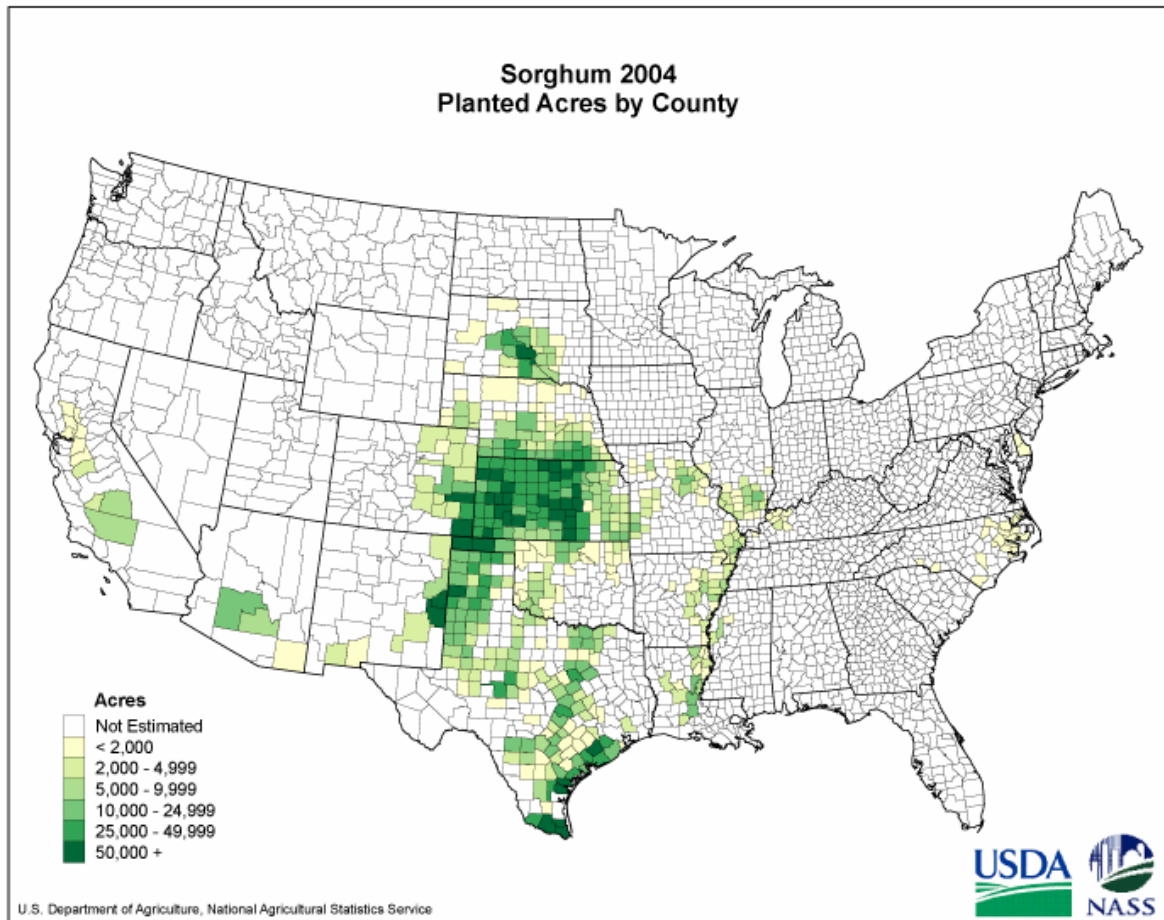 Sorghum 2004
Planted Acres by County
Acres
Not Estimated
< 2,000
2,000 - 4,999
5,000 - 9,999
10,000 - 24,999
25,000 - 49,999
50,000 +
U.S. Department of Agriculture, National Agricultural Statistics Service
USDA
NASS